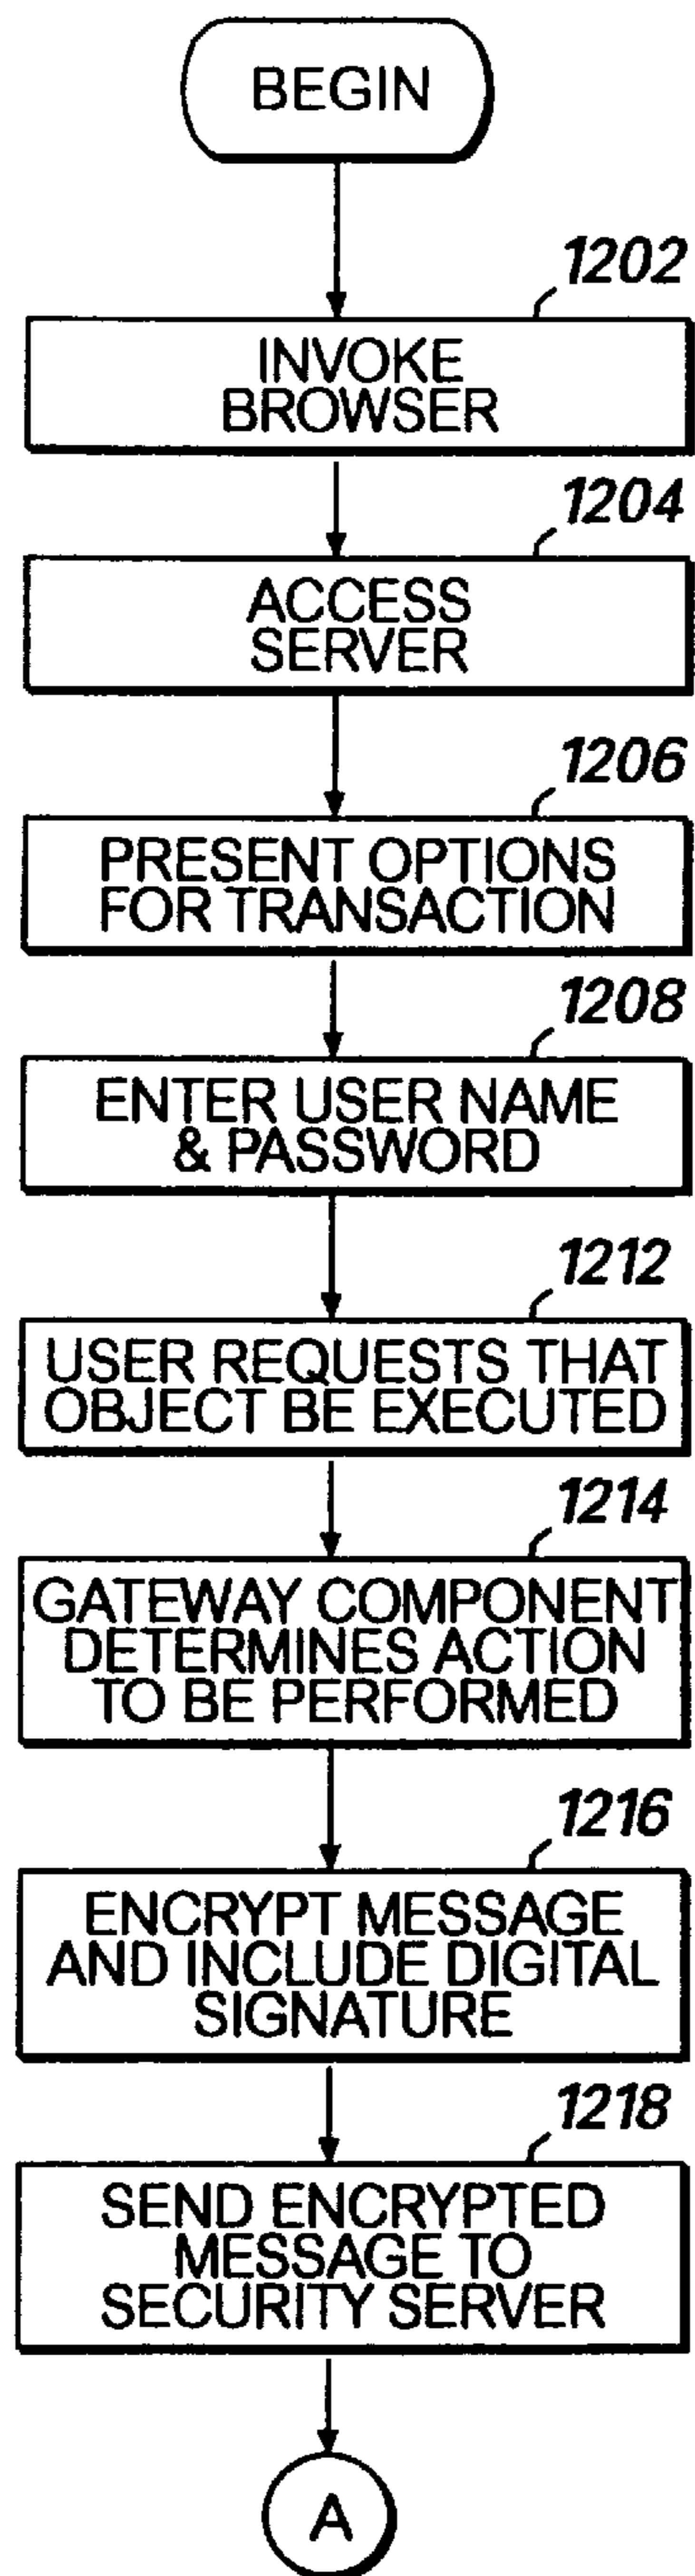 BEGIN
1202
INVOKE
BROWSER
1204
ACCESS
SERVER
1206
PRESENT OPTIONS
FOR TRANSACTION
1208
ENTER USER NAME
& PASSWORD
1212
USER REQUESTS THAT
OBJECT BE EXECUTED
1214
GATEWAY COMPONENT
DETERMINES ACTION
TO BE PERFORMED
1216
ENCRYPT MESSAGE
AND INCLUDE DIGITAL
SIGNATURE
1218
SEND ENCRYPTED
MESSAGE TO
SECURITY SERVER
A